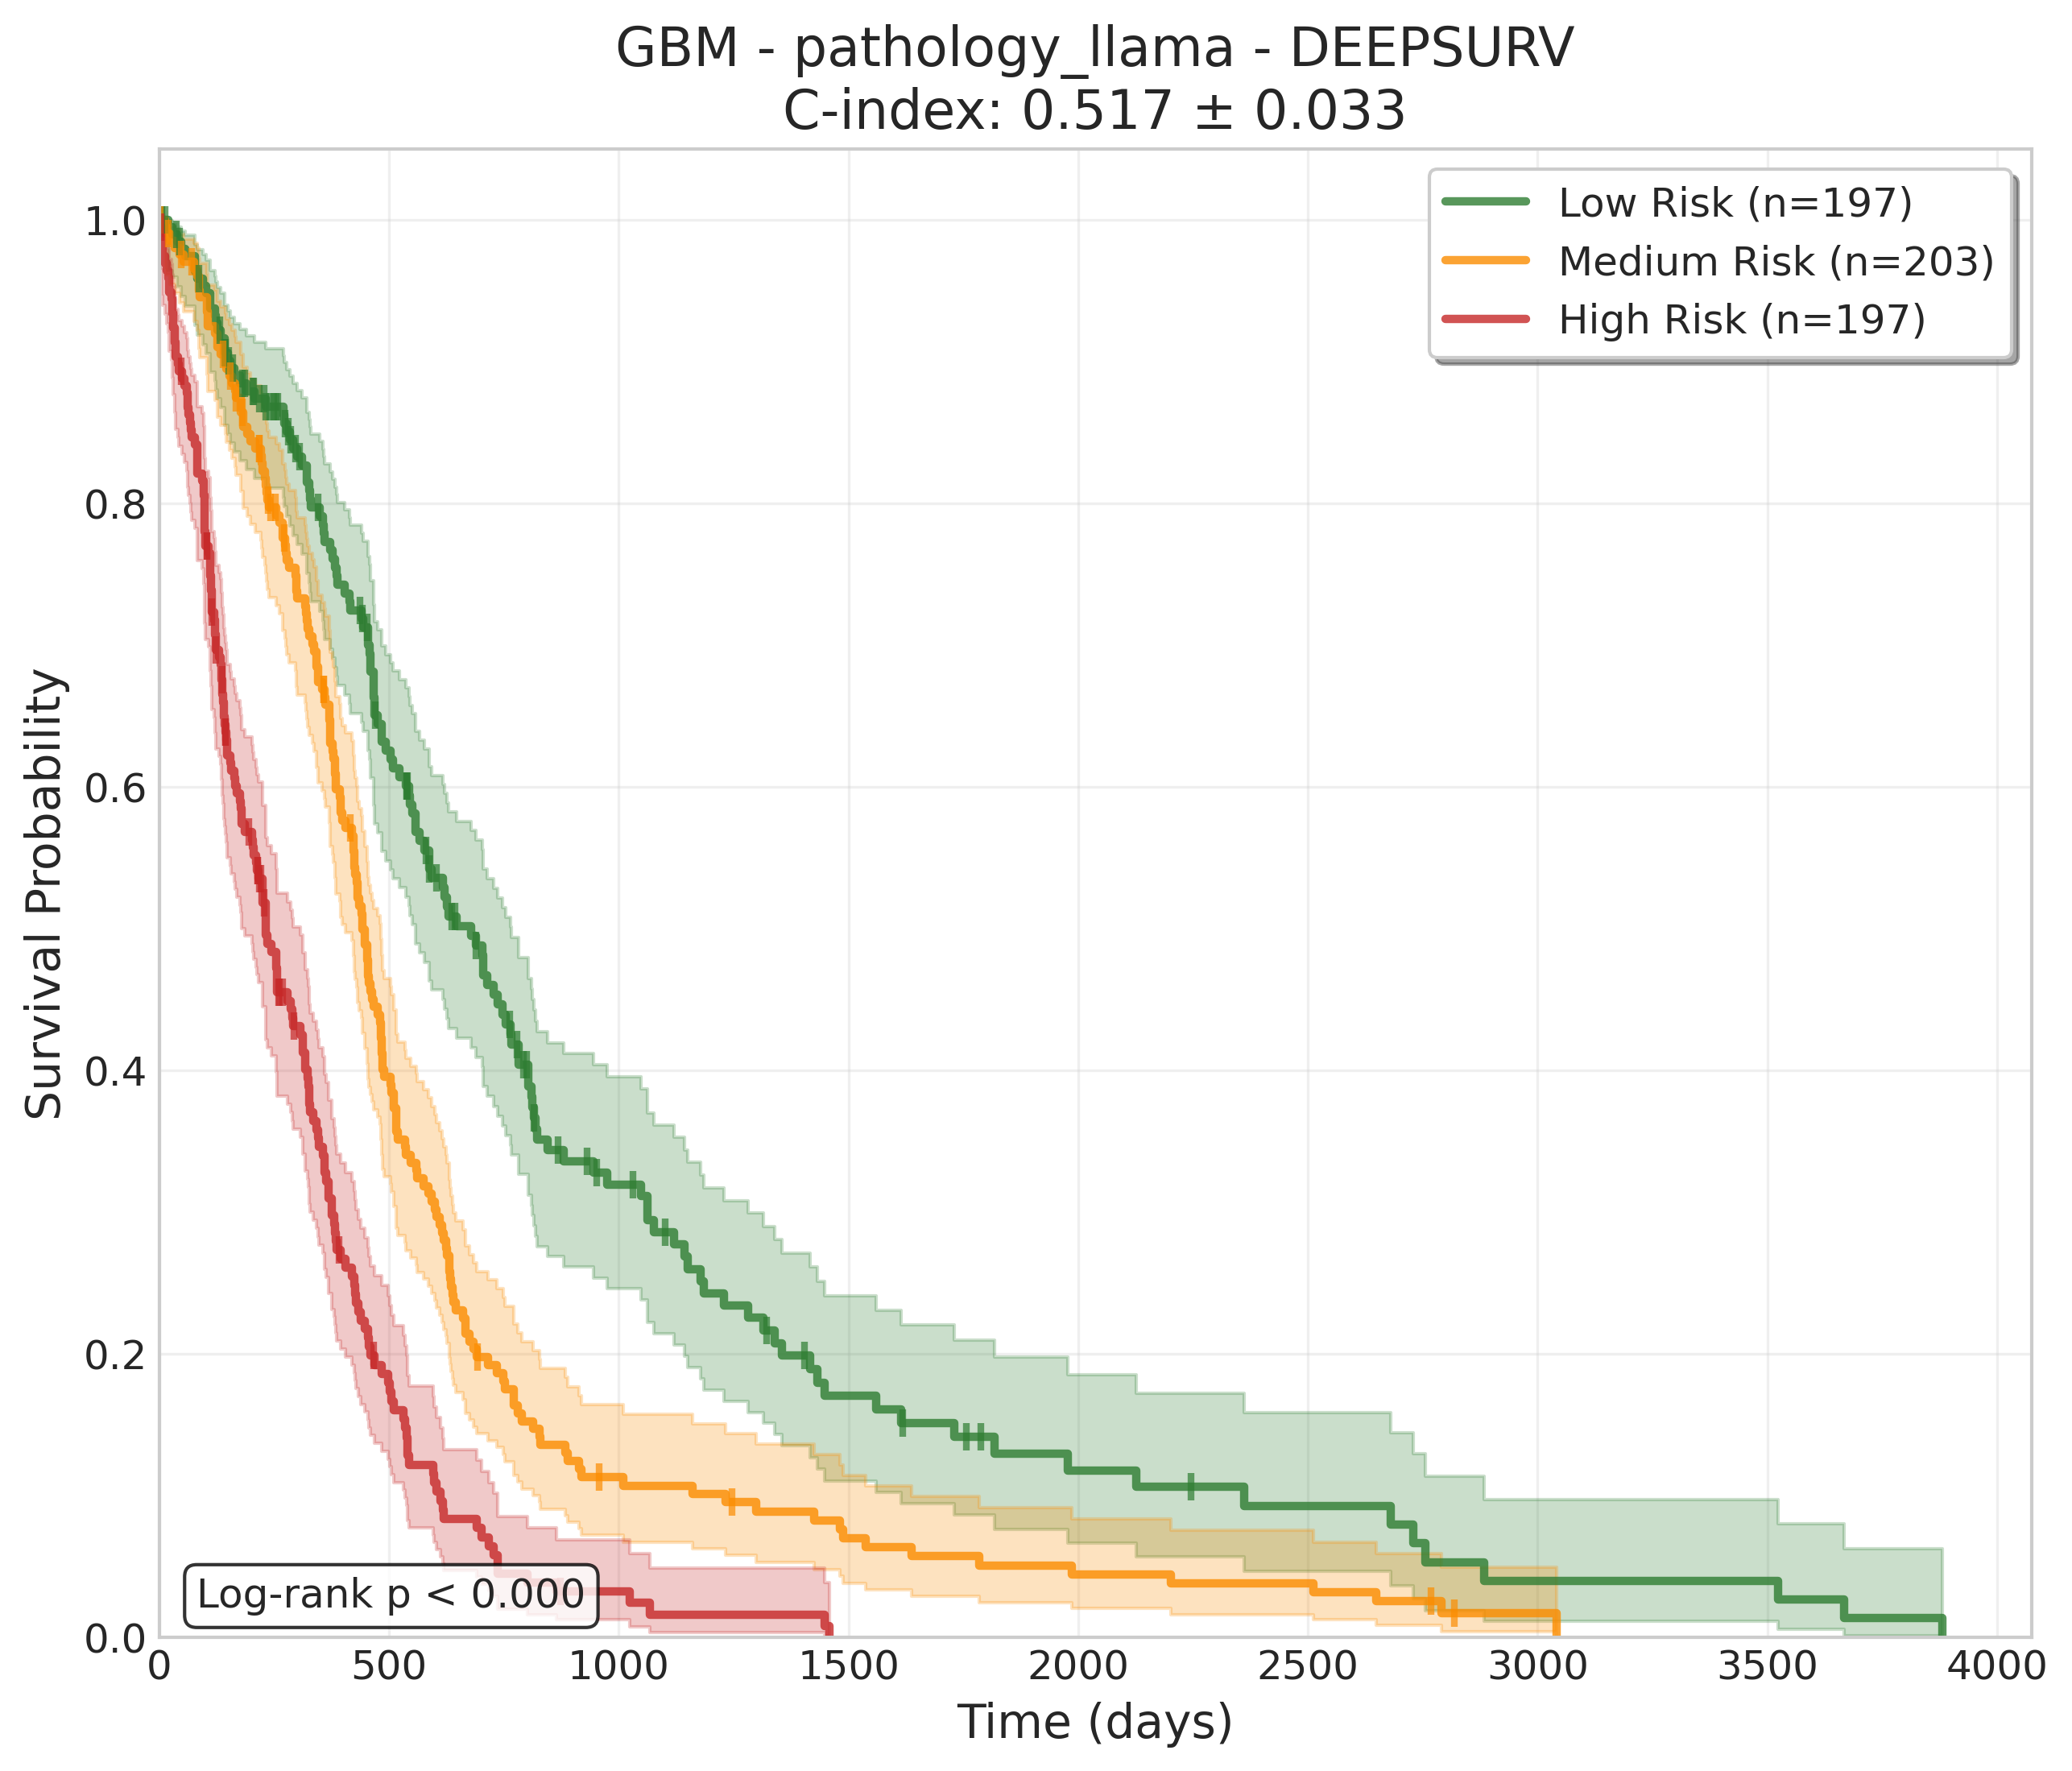 GBM - pathology_llama - DEEPSURV
C-index: 0.517 ± 0.033
Low Risk (n=197)
Medium Risk (n=203)
High Risk (n=197)
Survival Probability
1.0
0.8
0.6
0.4
0.2
0.0
Log-rank p < 0.000
0 500 1000 1500 2000 2500 3000 3500 4000
Time (days)